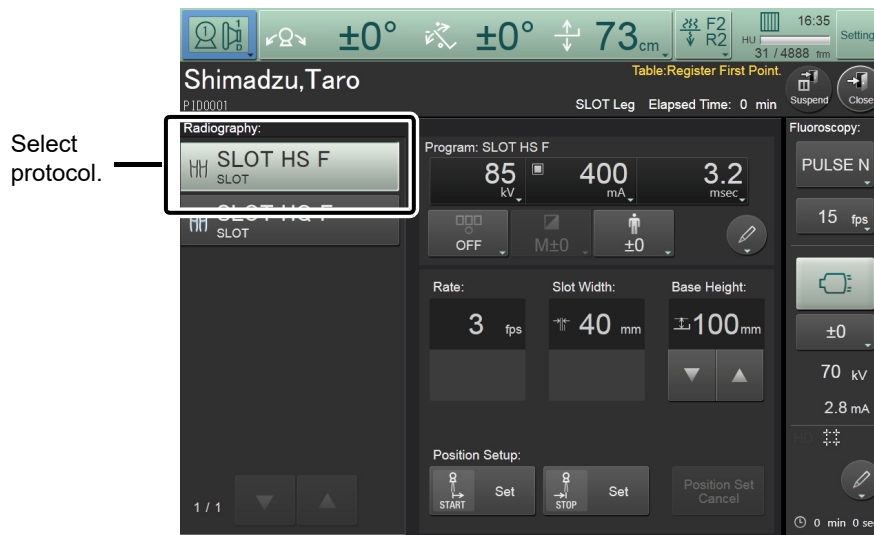 ±0° ±0° 73cm F2 R2 HU 16:35 Setting
31 / 4888 frm
Shimadzu,Taro
Table:Register First Point.
PID0001
SLOT Leg Elapsed Time: 0 min
Suspend Close
Select protocol.
Radiography:
SLOT HS F
SLOT
SLOT HQ F
SLOT
1 / 1
Program: SLOT HS F
85 kV 400 mA 3.2 msec
OFF M±0 ±0
Rate: Slot Width: Base Height:
3 fps 40 mm 100mm
Position Setup:
START Set STOP Set Position Set Cancel
Fluoroscopy:
PULSE N
15 fps
±0
70 kV
2.8 mA
0 min 0 sec